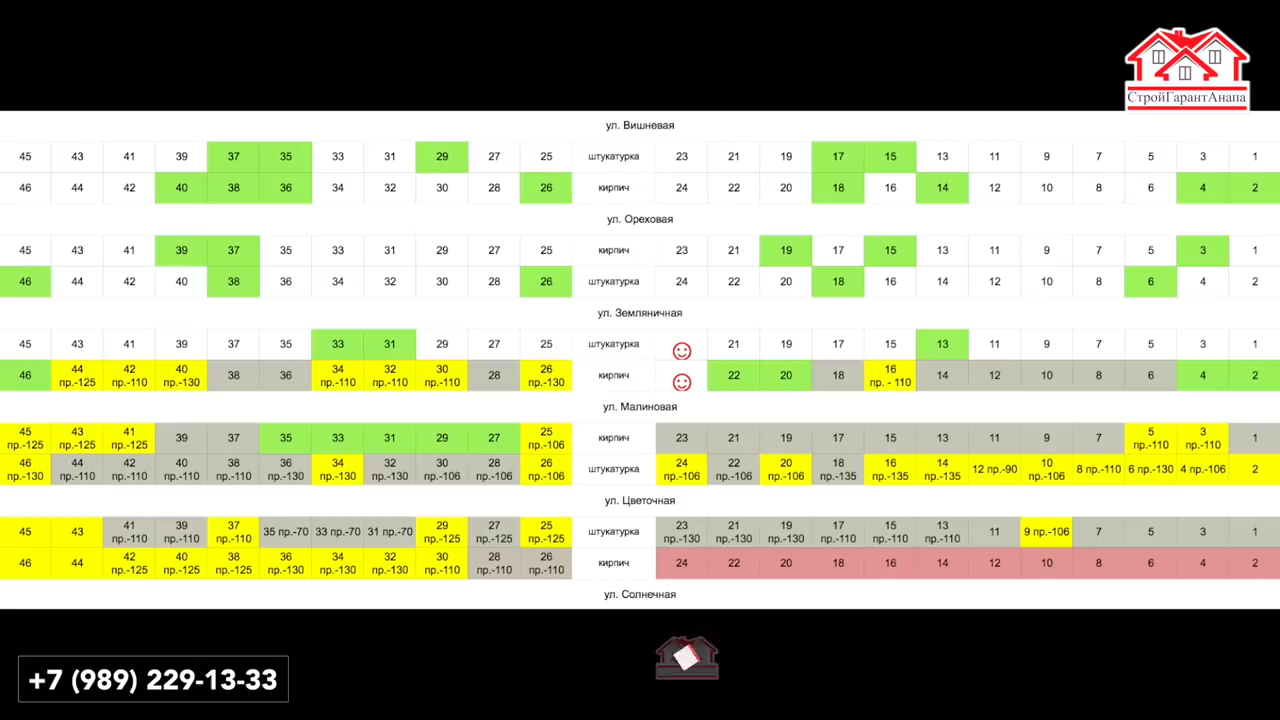 СтройГарантАнапа
ул. Вишневая
45 43 41 39 37 35 33 31 29 27 25 штукатурка 23 21 19 17 15 13 11 9 7 5 3 1
46 44 42 40 38 36 34 32 30 28 26 кирпич 24 22 20 18 16 14 12 10 8 6 4 2
ул. Ореховая
45 43 41 39 37 35 33 31 29 27 25 кирпич 23 21 19 17 15 13 11 9 7 5 3 1
46 44 42 40 38 36 34 32 30 28 26 штукатурка 24 22 20 18 16 14 12 10 8 6 4 2
ул. Земляничная
45 43 41 39 37 35 33 31 29 27 25 штукатурка 21 19 17 15 13 11 9 7 5 3 1
46 44 пр.-125 42 пр.-110 40 пр.-130 38 36 34 пр.-110 32 пр.-110 30 пр.-110 28 26 пр.-130 кирпич 22 20 18 16 пр. - 110 14 12 10 8 6 4 2
ул. Малиновая
45 пр.-125 43 пр.-125 41 пр.-125 39 37 35 33 31 29 27 25 пр.-106 кирпич 23 21 19 17 15 13 11 9 7 5 пр.-110 3 пр.-110 1
46 пр.-130 44 пр.-110 42 пр.-110 40 пр.-110 38 пр.-110 36 пр.-130 34 пр.-130 32 пр.-130 30 пр.-106 28 пр.-106 26 пр.-106 штукатурка 24 пр.-106 22 пр.-106 20 пр.-106 18 пр.-135 16 пр.-135 14 пр.-135 12 пр.-90 10 пр.-106 8 пр.-110 6 пр.-130 4 пр.-106 2
ул. Цветочная
45 43 41 пр.-110 39 пр.-110 37 пр.-110 35 пр.-70 33 пр.-70 31 пр.-70 29 пр.-125 27 пр.-125 25 пр.-125 штукатурка 23 пр.-130 21 пр.-130 19 пр.-130 17 пр.-110 15 пр.-110 13 пр.-110 11 9 пр.-106 7 5 3 1
46 44 42 пр.-125 40 пр.-125 38 пр.-125 36 пр.-130 34 пр.-130 32 пр.-130 30 пр.-110 28 пр.-110 26 пр.-110 кирпич 24 22 20 18 16 14 12 10 8 6 4 2
ул. Солнечная
+7 (989) 229-13-33